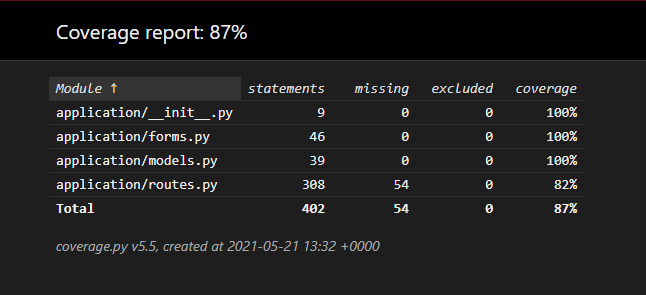 Coverage report: 87%
Module ↑ statements missing excluded coverage
application/__init__.py 9 0 0 100%
application/forms.py 46 0 0 100%
application/models.py 39 0 0 100%
application/routes.py 308 54 0 82%
Total 402 54 0 87%
coverage.py v5.5, created at 2021-05-21 13:32 +0000